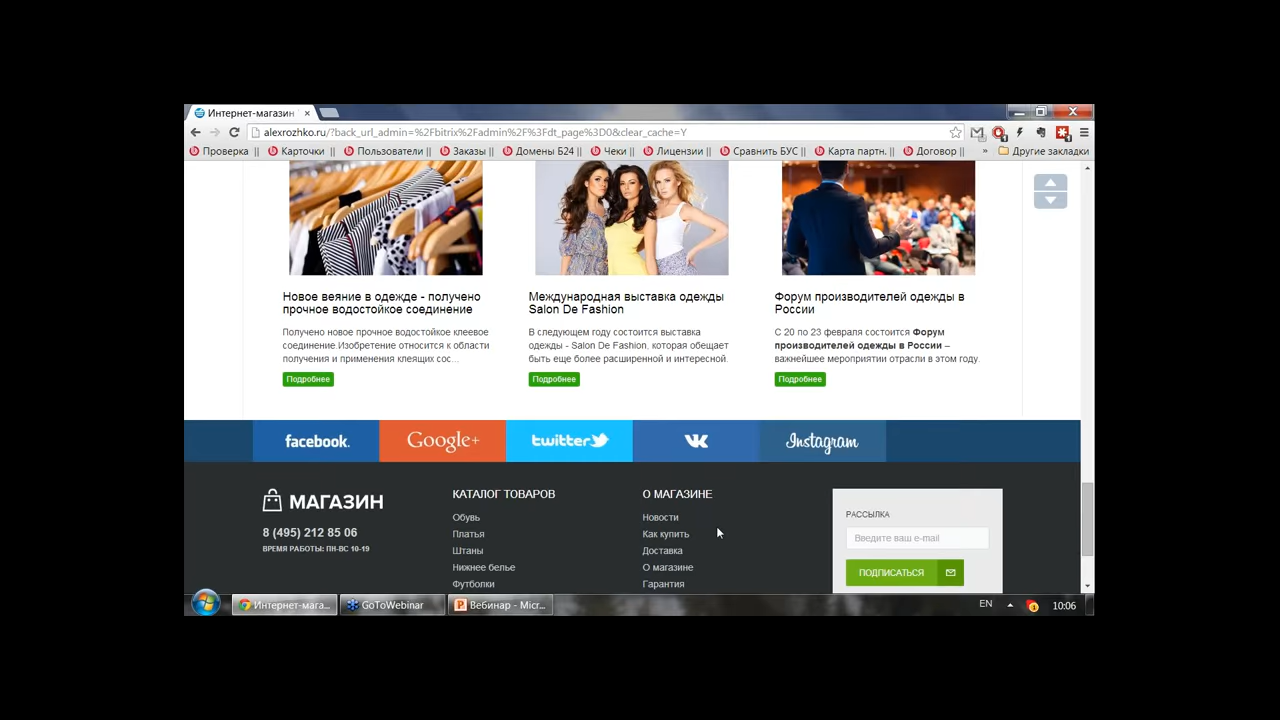 Интернет-магазин
alexrozhko.ru/?back_url_admin=%2Fbitrix%2Fadmin%2F%3Fdt_page%3D0&clear_cache=Y
Проверка || Карточки || Пользователи || Заказы || Домены Б24 || Чеки || Лицензии || Сравнить БУС || Карта партн. || Договор || » Другие закладки
Новое веяние в одежде - получено
прочное водостойкое соединение
Получено новое прочное водостойкое клеевое
соединение.Изобретение относится к области
получения и применения клеящих сос...
Подробнее
Международная выставка одежды
Salon De Fashion
В следующем году состоится выставка
одежды - Salon De Fashion, которая обещает
быть еще более расширенной и интересной.
Подробнее
Форум производителей одежды в
России
С 20 по 23 февраля состоится Форум
производителей одежды в России –
важнейшее мероприятии отрасли в этом году.
Подробнее
facebook. Google+ twitter VK Instagram
МАГАЗИН
8 (495) 212 85 06
ВРЕМЯ РАБОТЫ: ПН-ВС 10-19
КАТАЛОГ ТОВАРОВ
Обувь
Платья
Штаны
Нижнее белье
Футболки
О МАГАЗИНЕ
Новости
Как купить
Доставка
О магазине
Гарантия
РАССЫЛКА
Введите ваш e-mail
ПОДПИСАТЬСЯ
Интернет-мага... GoToWebinar Вебинар - Micr... EN 10:06